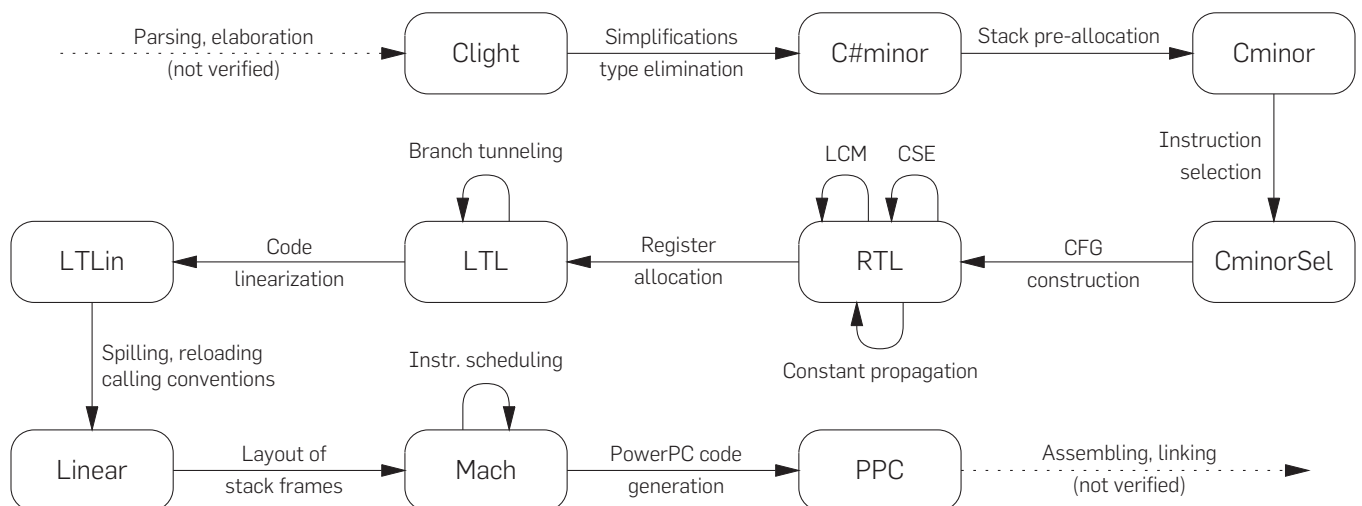 Parsing, elaboration
(not verified)
Clight
Simplifications
type elimination
C#minor
Stack pre-allocation
Cminor
Instruction
selection
Branch tunneling
LCM
CSE
LTLin
Code
linearization
LTL
Register
allocation
RTL
CFG
construction
CminorSel
Spilling, reloading
calling conventions
Instr. scheduling
Constant propagation
Linear
Layout of
stack frames
Mach
PowerPC code
generation
PPC
Assembling, linking
(not verified)